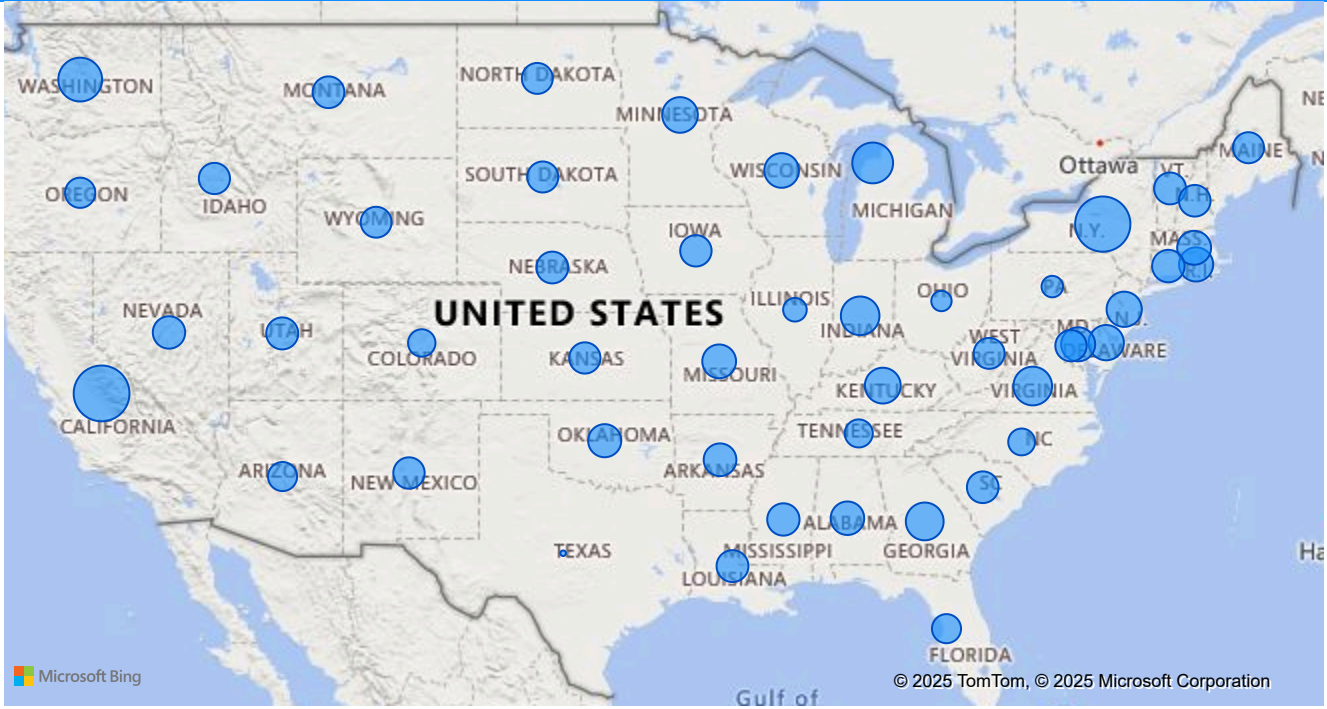 WASHINGTON
MONTANA
NORTH DAKOTA
MINNESOTA
MAINE
Ottawa
OREGON
IDAHO
SOUTH DAKOTA
WISCONSIN
VT.
N.H.
WYOMING
MICHIGAN
N.Y.
MASS.
IOWA
NEBRASKA
R.I.
NEVADA
UTAH
UNITED STATES
ILLINOIS
INDIANA
OHIO
PA
N.J.
COLORADO
KANSAS
MISSOURI
WEST
VIRGINIA
MD.
DELAWARE
KENTUCKY
VIRGINIA
CALIFORNIA
OKLAHOMA
TENNESSEE
NC
ARIZONA
NEW MEXICO
ARKANSAS
SC
ALABAMA
TEXAS
MISSISSIPPI
GEORGIA
LOUISIANA
FLORIDA
NE
N
Ha
Microsoft Bing
© 2025 TomTom, © 2025 Microsoft Corporation
Gulf of